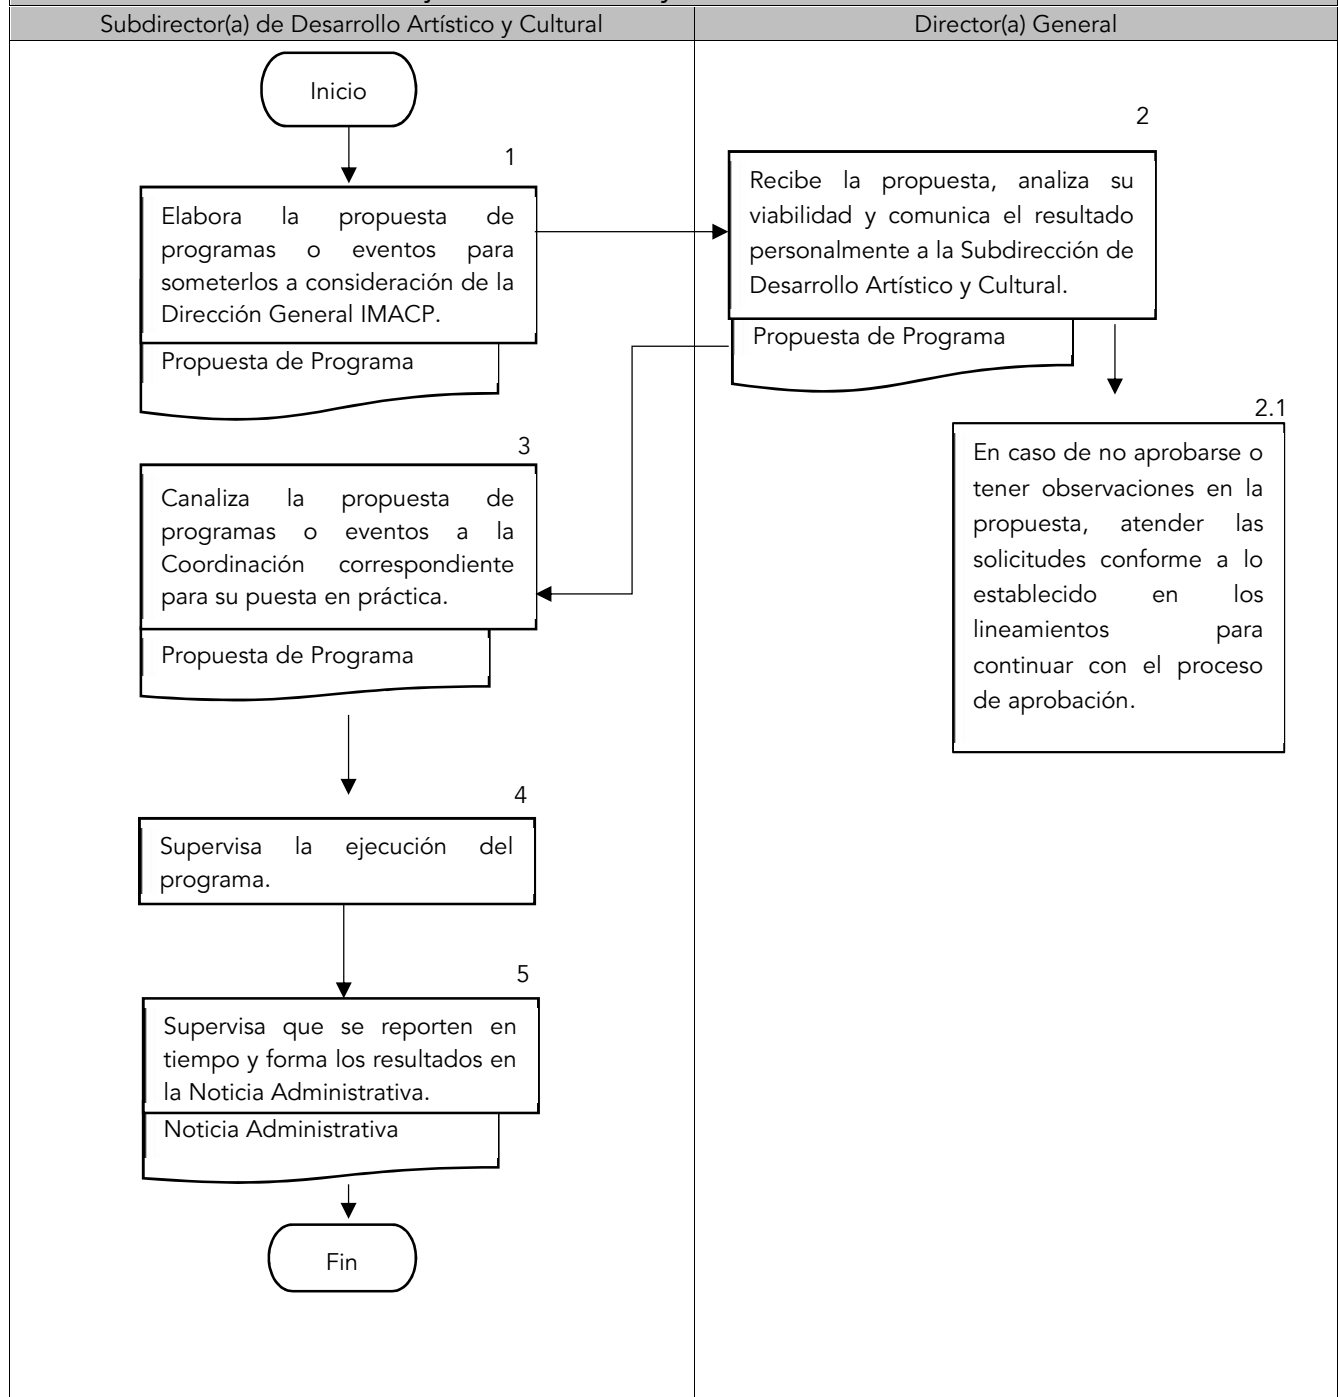 Subdirector(a) de Desarrollo Artístico y Cultural
Director(a) General
Inicio
1
Elabora la propuesta de
programas o eventos para
someterlos a consideración de la
Dirección General IMACP.
Propuesta de Programa
2
Recibe la propuesta, analiza su
viabilidad y comunica el resultado
personalmente a la Subdirección de
Desarrollo Artístico y Cultural.
Propuesta de Programa
2.1
En caso de no aprobarse o
tener observaciones en la
propuesta, atender las
solicitudes conforme a lo
establecido en los
lineamientos para
continuar con el proceso
de aprobación.
3
Canaliza la propuesta de
programas o eventos a la
Coordinación correspondiente
para su puesta en práctica.
Propuesta de Programa
4
Supervisa la ejecución del
programa.
5
Supervisa que se reporten en
tiempo y forma los resultados en
la Noticia Administrativa.
Noticia Administrativa
Fin